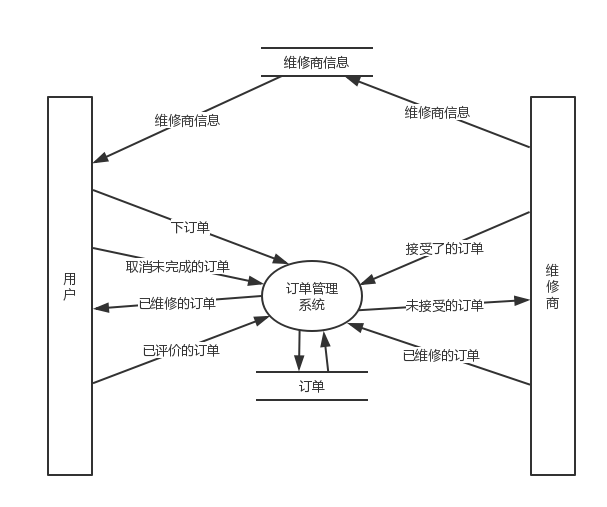 维修商信息
维修商信息
维修商信息
下订单
取消未完成的订单
接受了的订单
用
户
订单管理
系统
维
修
商
已维修的订单
未接受的订单
已评价的订单
已维修的订单
订单